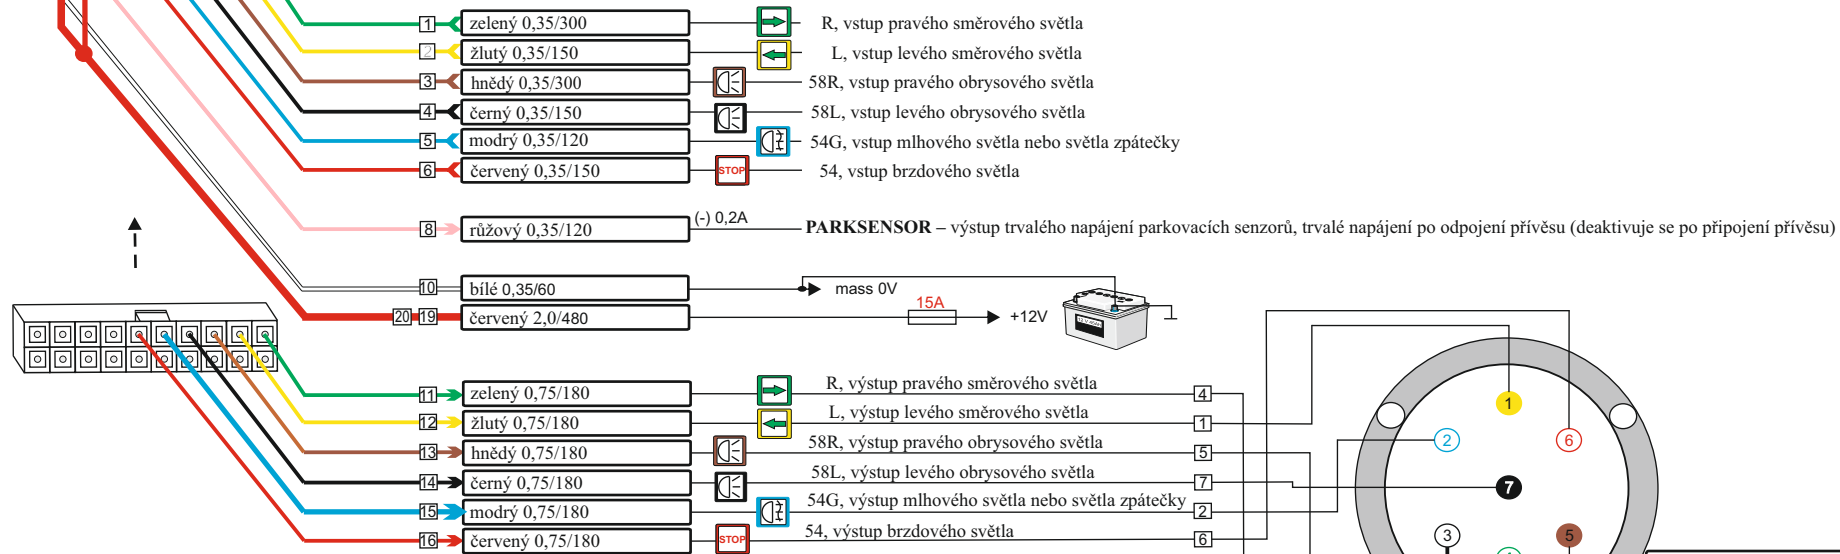 1 zelený 0,35/300 R, vstup pravého směrového světla
2 žlutý 0,35/150 L, vstup levého směrového světla
3 hnědý 0,35/300 58R, vstup pravého obrysového světla
4 černý 0,35/150 58L, vstup levého obrysového světla
5 modrý 0,35/120 54G, vstup mlhového světla nebo světla zpátečky
6 červený 0,35/150 STOP 54, vstup brzdového světla
8 růžový 0,35/120 (-) 0,2A PARKSENSOR – výstup trvalého napájení parkovacích senzorů, trvalé napájení po odpojení přívěsu (deaktivuje se po připojení přívěsu)
10 bílé 0,35/60 mass 0V
20 19 červený 2,0/480 15A +12V
11 zelený 0,75/180 R, výstup pravého směrového světla 4
12 žlutý 0,75/180 L, výstup levého směrového světla 1
13 hnědý 0,75/180 58R, výstup pravého obrysového světla 5
14 černý 0,75/180 58L, výstup levého obrysového světla 7
15 modrý 0,75/180 54G, výstup mlhového světla nebo světla zpátečky 2
16 červený 0,75/180 STOP 54, výstup brzdového světla 6
1
2 6
7
3 5